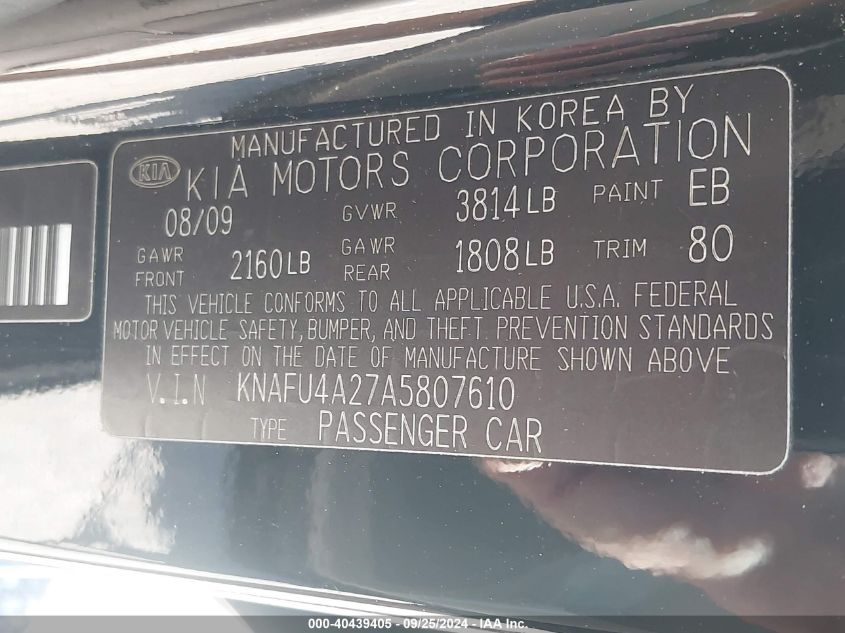 MANUFACTURED IN KOREA BY
KIA KIA MOTORS CORPORATION
08/09 GVWR 3814LB PAINT EB
GAWR FRONT 2160LB GAWR REAR 1808LB TRIM 80
THIS VEHICLE CONFORMS TO ALL APPLICABLE U.S.A. FEDERAL
MOTOR VEHICLE SAFETY, BUMPER, AND THEFT PREVENTION STANDARDS
IN EFFECT ON THE DATE OF MANUFACTURE SHOWN ABOVE
V.I.N KNAFU4A27A5807610
TYPE PASSENGER CAR
000-40439405 - 09/25/2024 - IAA Inc.